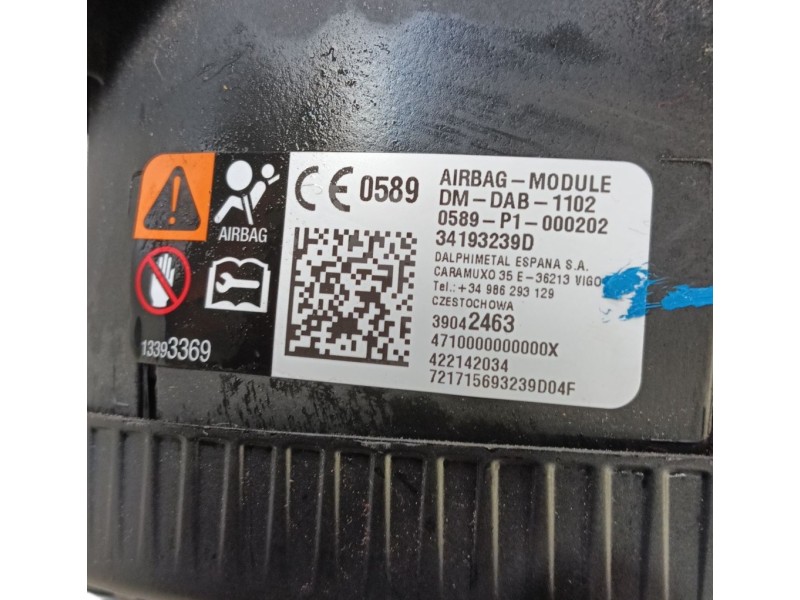 AIRBAG
13393369
CE 0589
AIRBAG-MODULE
DM-DAB-1102
0589-P1-000202
34193239D
DALPHIMETAL ESPANA S.A.
CARAMUXO 35 E-36213 VIGO
Tel.: +34 986 293 129
CZESTOCHOWA
39042463
4710000000000X
422142034
721715693239D04F